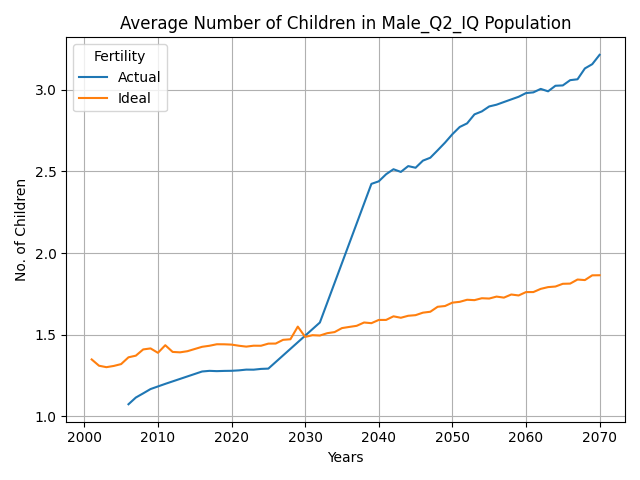 Average Number of Children in Male_Q2_IQ Population
Fertility
Actual
Ideal
No. of Children
3.0
2.5
2.0
1.5
1.0
2000 2010 2020 2030 2040 2050 2060 2070
Years